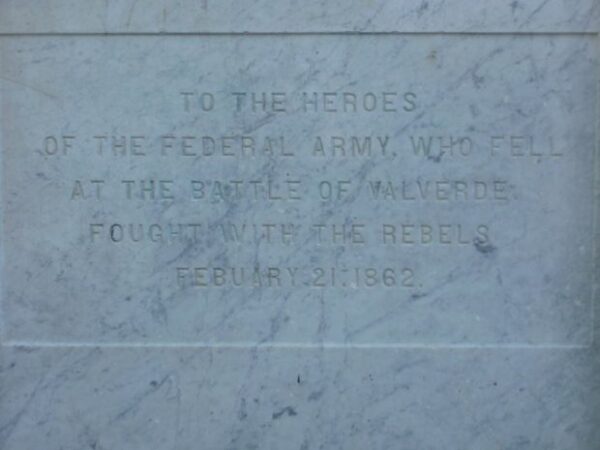 TO THE HEROES
OF THE FEDERAL ARMY, WHO FELL
AT THE BATTLE OF VALVERDE
FOUGHT WITH THE REBELS
FEBUARY.21.1862.